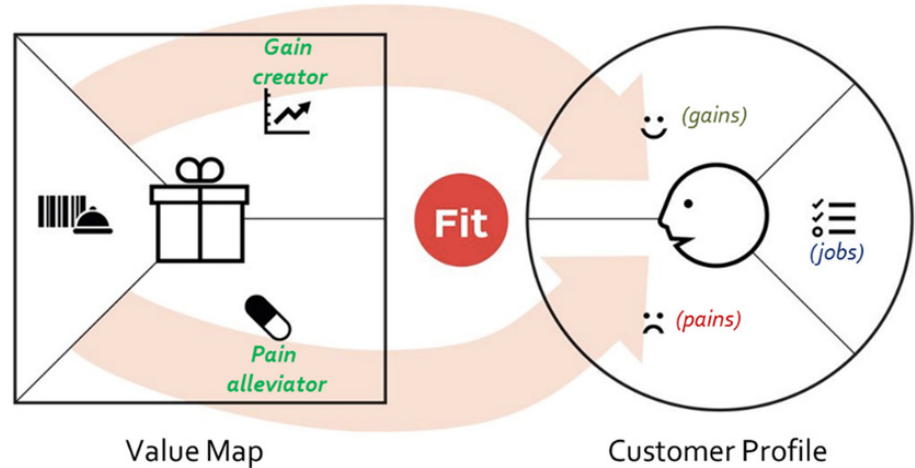 Gain
creator
(gains)
Fit
(jobs)
(pains)
Pain
alleviator
Value Map
Customer Profile